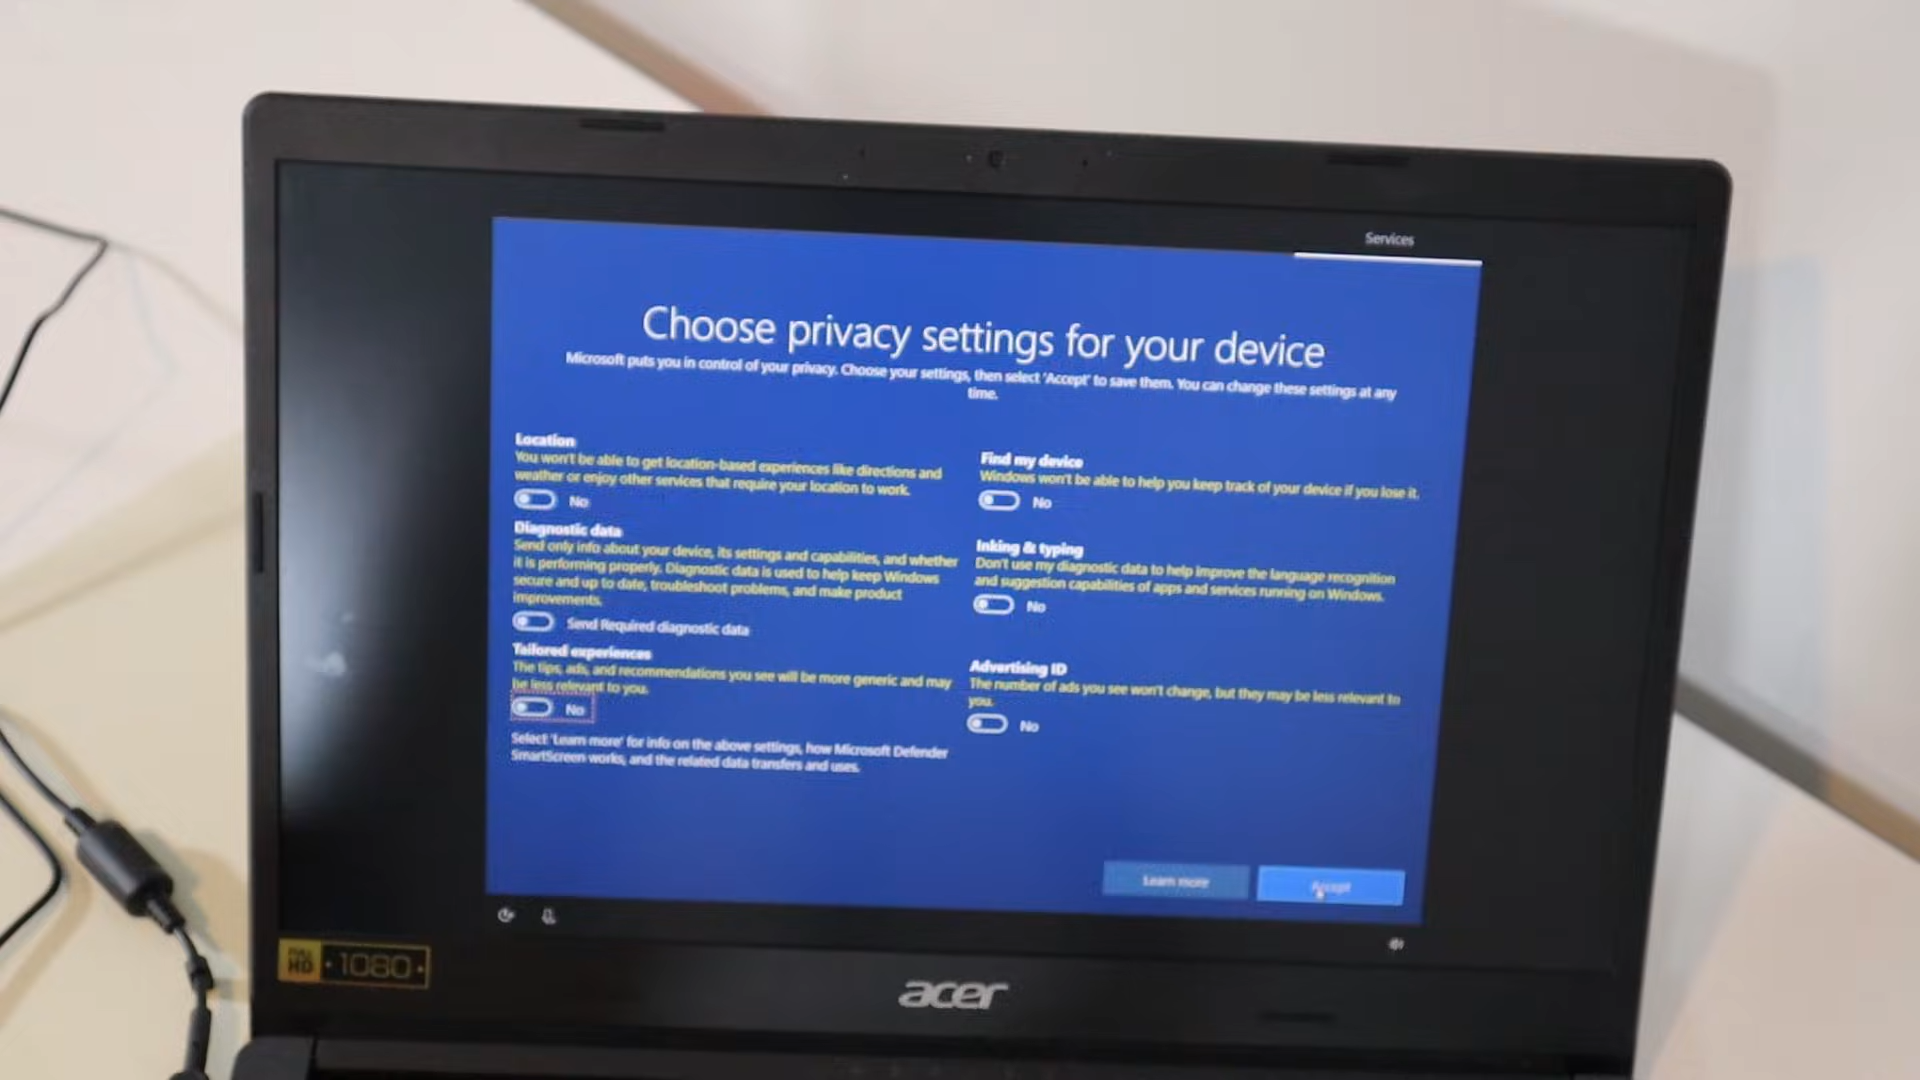 Services
Choose privacy settings for your device
Microsoft puts you in control of your privacy. Choose your settings, then select 'Accept' to save them. You can change these settings at any
time.
Location
You won't be able to get location-based experiences like directions and
weather or enjoy other services that require your location to work.
No
Diagnostic data
Send only info about your device, its settings and capabilities, and whether
it is performing properly. Diagnostic data is used to help keep Windows
secure and up to date, troubleshoot problems, and make product
improvements.
Send Required diagnostic data
Tailored experiences
The tips, ads, and recommendations you see will be more generic and may
be less relevant to you.
No
Select 'Learn more' for info on the above settings, how Microsoft Defender
SmartScreen works, and the related data transfers and uses.
Find my device
Windows won't be able to help you keep track of your device if you lose it.
No
Inking & typing
Don't use my diagnostic data to help improve the language recognition
and suggestion capabilities of apps and services running on Windows.
No
Advertising ID
The number of ads you see won't change, but they may be less relevant to
you.
No
Learn more
Accept
FULL
HD
1080
acer